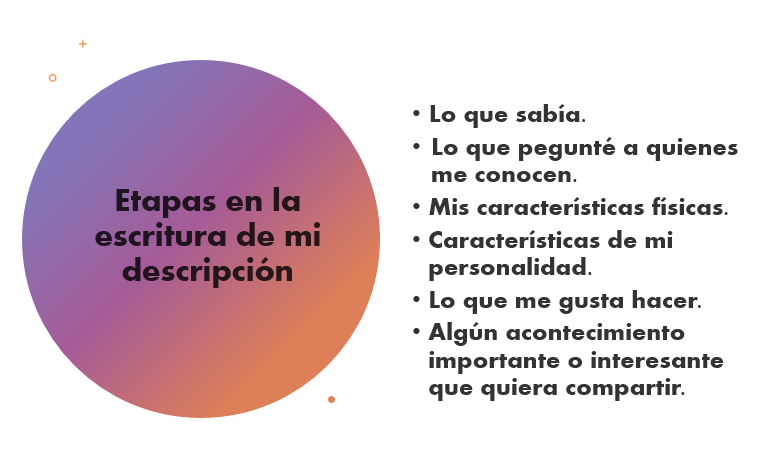 Etapas en la
escritura de mi
descripción
• Lo que sabía.
• Lo que pegunté a quienes
me conocen.
• Mis características físicas.
• Características de mi
personalidad.
• Lo que me gusta hacer.
• Algún acontecimiento
importante o interesante
que quiera compartir.